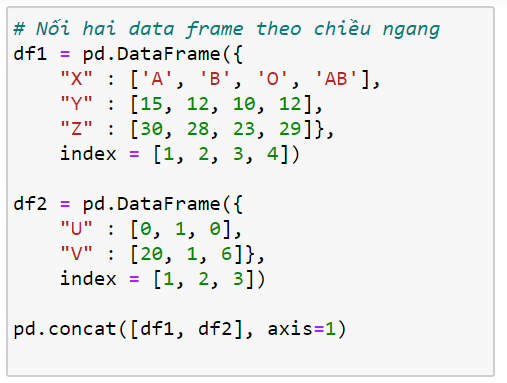 # Nối hai data frame theo chiều ngang
df1 = pd.DataFrame({
    "X" : ['A', 'B', 'O', 'AB'],
    "Y" : [15, 12, 10, 12],
    "Z" : [30, 28, 23, 29]},
    index = [1, 2, 3, 4])

df2 = pd.DataFrame({
    "U" : [0, 1, 0],
    "V" : [20, 1, 6]},
    index = [1, 2, 3])

pd.concat([df1, df2], axis=1)